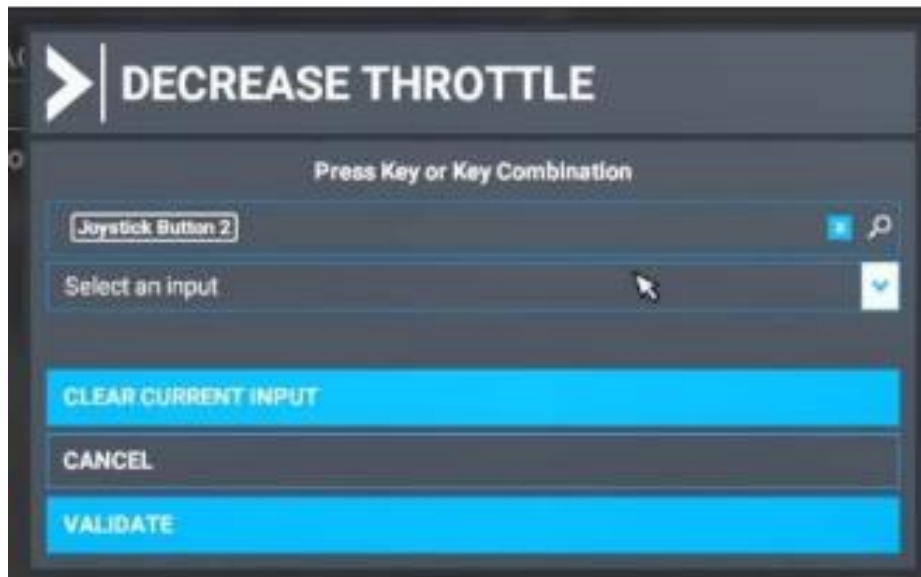 DECREASE THROTTLE
Press Key or Key Combination
Joystick Button 2
Select an input
CLEAR CURRENT INPUT
CANCEL
VALIDATE